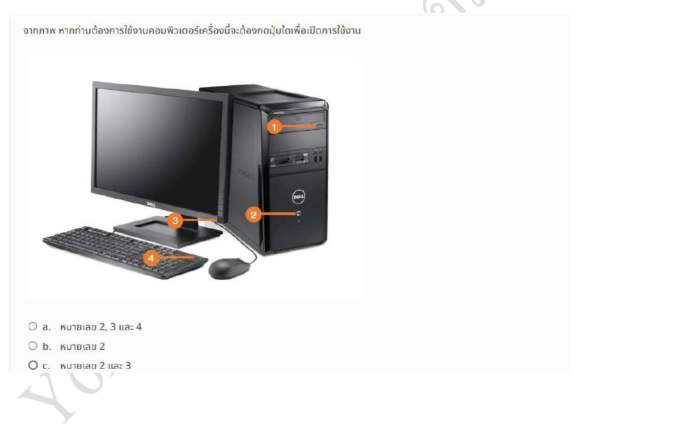 จากภาพ หากท่านต้องการใช้งานคอมพิวเตอร์เครื่องนี้จะต้องกดปุ่มใดเพื่อเปิดการใช้งาน
1
DELL
2
3
4
a. หมายเลข 2, 3 และ 4
b. หมายเลข 2
c. หมายเลข 2 และ 3